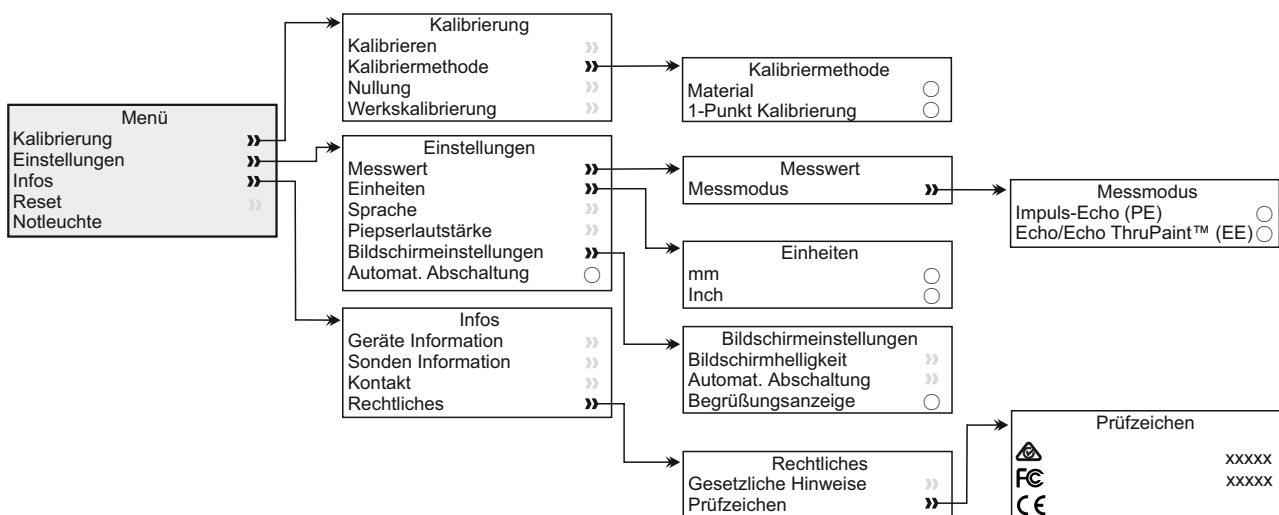 Menü
Kalibrierung
Einstellungen
Infos
Reset
Notleuchte
Kalibrierung
Kalibrieren
Kalibriermethode
Nullung
Werkskalibrierung
Kalibriermethode
Material
1-Punkt Kalibrierung
Einstellungen
Messwert
Einheiten
Sprache
Piepserlautstärke
Bildschirmeinstellungen
Automat. Abschaltung
Messwert
Messmodus
Messmodus
Impuls-Echo (PE)
Echo/Echo ThruPaint™ (EE)
Einheiten
mm
Inch
Infos
Geräte Information
Sonden Information
Kontakt
Rechtliches
Bildschirmeinstellungen
Bildschirmhelligkeit
Automat. Abschaltung
Begrüßungsanzeige
Rechtliches
Gesetzliche Hinweise
Prüfzeichen
Prüfzeichen
xxxxx
FC xxxxx
CE